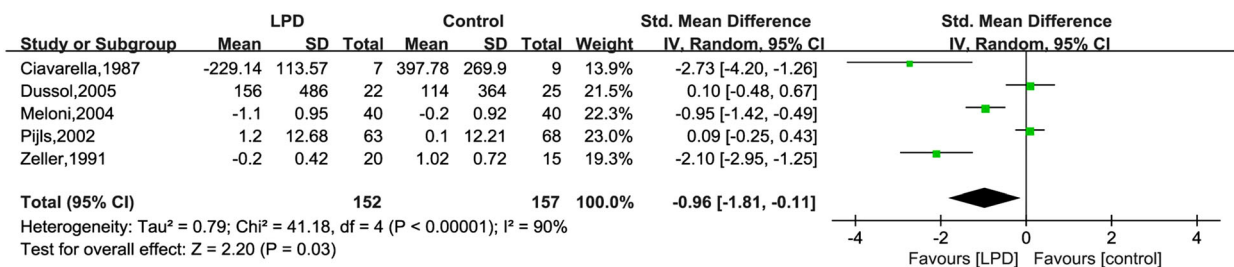 LPD Control Std. Mean Difference Std. Mean Difference
Study or Subgroup Mean SD Total Mean SD Total Weight IV, Random, 95% CI IV, Random, 95% CI
Ciavarella,1987 -229.14 113.57 7 397.78 269.9 9 13.9% -2.73 [-4.20, -1.26]
Dussol,2005 156 486 22 114 364 25 21.5% 0.10 [-0.48, 0.67]
Meloni,2004 -1.1 0.95 40 -0.2 0.92 40 22.3% -0.95 [-1.42, -0.49]
Pijls,2002 1.2 12.68 63 0.1 12.21 68 23.0% 0.09 [-0.25, 0.43]
Zeller,1991 -0.2 0.42 20 1.02 0.72 15 19.3% -2.10 [-2.95, -1.25]
Total (95% CI) 152 157 100.0% -0.96 [-1.81, -0.11]
Heterogeneity: Tau² = 0.79; Chi² = 41.18, df = 4 (P < 0.00001); I² = 90%
Test for overall effect: Z = 2.20 (P = 0.03)
-4 -2 0 2 4
Favours [LPD] Favours [control]